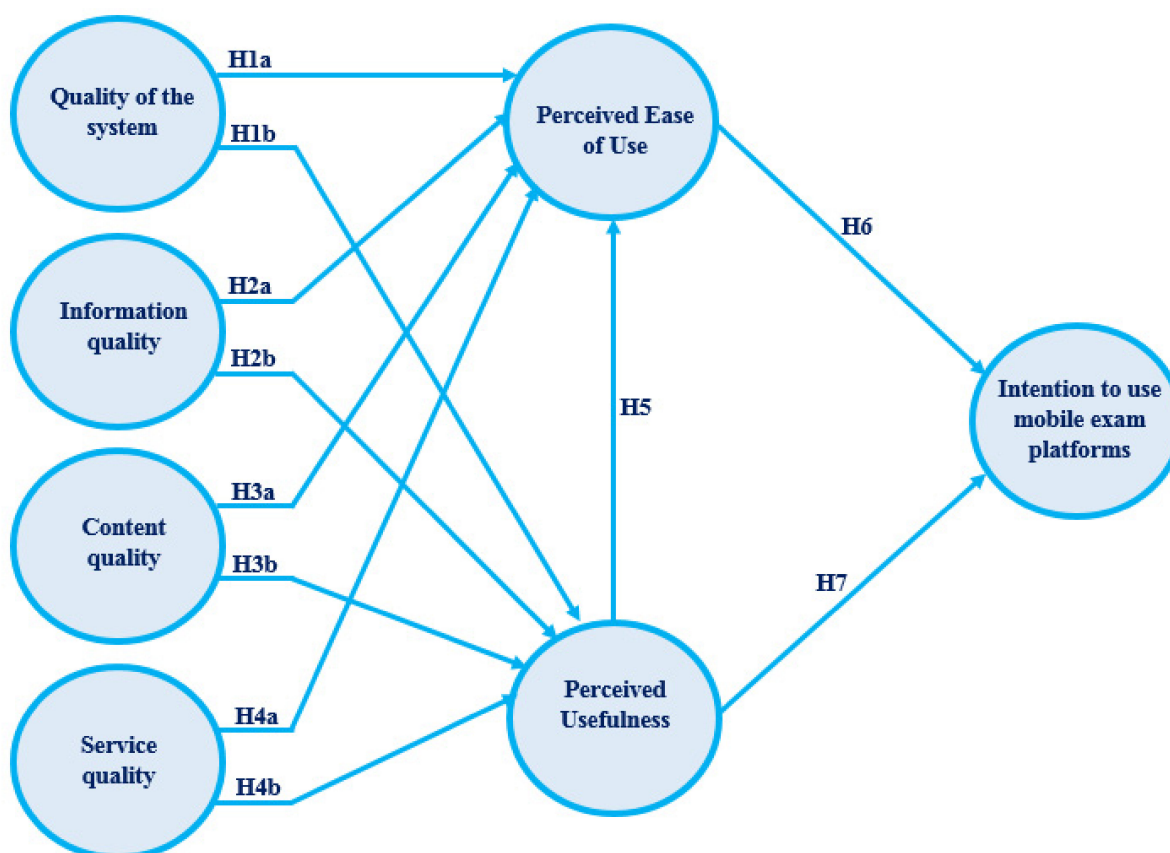 Quality of the
system
H1a
H1b
Perceived Ease
of Use
Information
quality
H2a
H2b
H6
Content
quality
H3a
H3b
H5
Intention to use
mobile exam
platforms
Service
quality
H4a
H4b
Perceived
Usefulness
H7